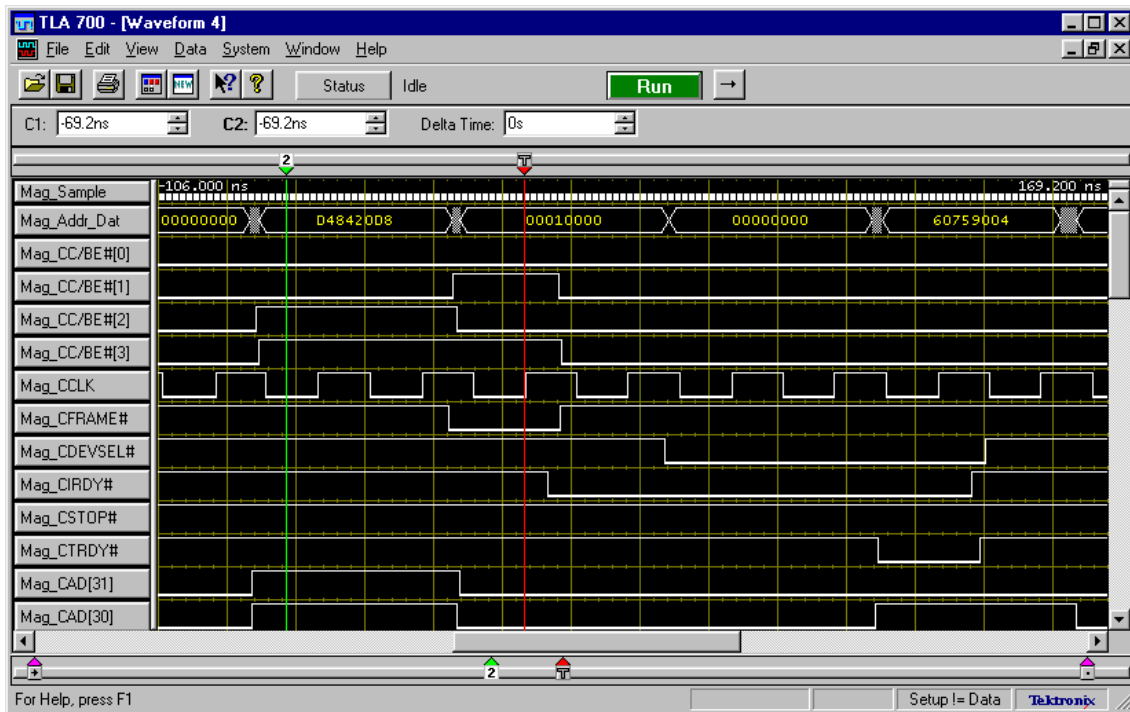 TLA 700 - [Waveform 4]
File Edit View Data System Window Help
NEW Status Idle Run
C1: -69.2ns C2: -69.2ns Delta Time: 0s
2 T
Mag_Sample -106.000 ns 169.200 ns
Mag_Addr_Dat 00000000 D48420D8 00010000 00000000 60759004
Mag_CC/BE#[0]
Mag_CC/BE#[1]
Mag_CC/BE#[2]
Mag_CC/BE#[3]
Mag_CCLK
Mag_CFRAME#
Mag_CDEVSEL#
Mag_CIRDY#
Mag_CSTOP#
Mag_CTRDY#
Mag_CAD[31]
Mag_CAD[30]
2 T
For Help, press F1 Setup != Data Tektronix